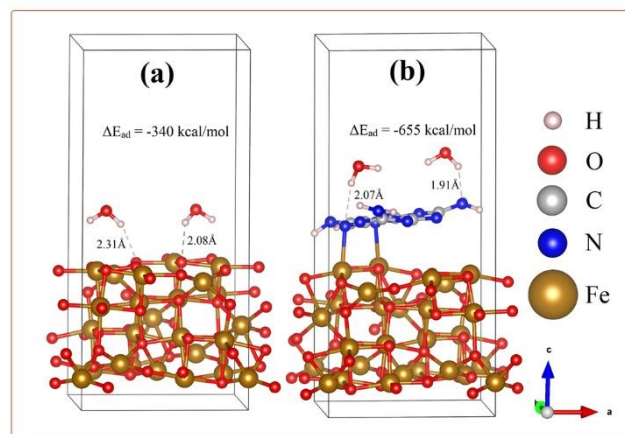 (a)
ΔEad = -340 kcal/mol
2.31Å
2.08Å
(b)
ΔEad = -655 kcal/mol
2.07Å
1.91Å
H
O
C
N
Fe
c
a